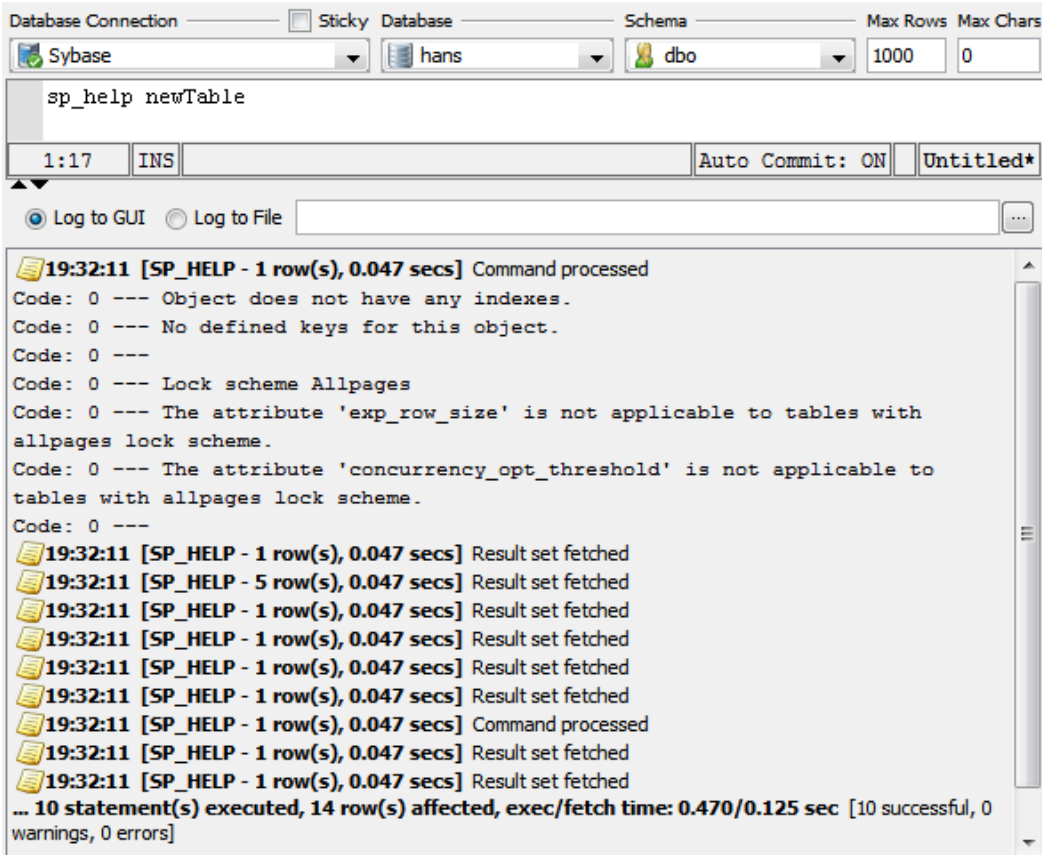 Database Connection Sticky Database Schema Max Rows Max Chars
Sybase hans dbo 1000 0
sp_help newTable
1:17 INS Auto Commit: ON Untitled*
Log to GUI Log to File ...
19:32:11 [SP_HELP - 1 row(s), 0.047 secs] Command processed
Code: 0 --- Object does not have any indexes.
Code: 0 --- No defined keys for this object.
Code: 0 ---
Code: 0 --- Lock scheme Allpages
Code: 0 --- The attribute 'exp_row_size' is not applicable to tables with
allpages lock scheme.
Code: 0 --- The attribute 'concurrency_opt_threshold' is not applicable to
tables with allpages lock scheme.
Code: 0 ---
19:32:11 [SP_HELP - 1 row(s), 0.047 secs] Result set fetched
19:32:11 [SP_HELP - 5 row(s), 0.047 secs] Result set fetched
19:32:11 [SP_HELP - 1 row(s), 0.047 secs] Result set fetched
19:32:11 [SP_HELP - 1 row(s), 0.047 secs] Result set fetched
19:32:11 [SP_HELP - 1 row(s), 0.047 secs] Result set fetched
19:32:11 [SP_HELP - 1 row(s), 0.047 secs] Result set fetched
19:32:11 [SP_HELP - 1 row(s), 0.047 secs] Command processed
19:32:11 [SP_HELP - 1 row(s), 0.047 secs] Result set fetched
19:32:11 [SP_HELP - 1 row(s), 0.047 secs] Result set fetched
... 10 statement(s) executed, 14 row(s) affected, exec/fetch time: 0.470/0.125 sec [10 successful, 0
warnings, 0 errors]